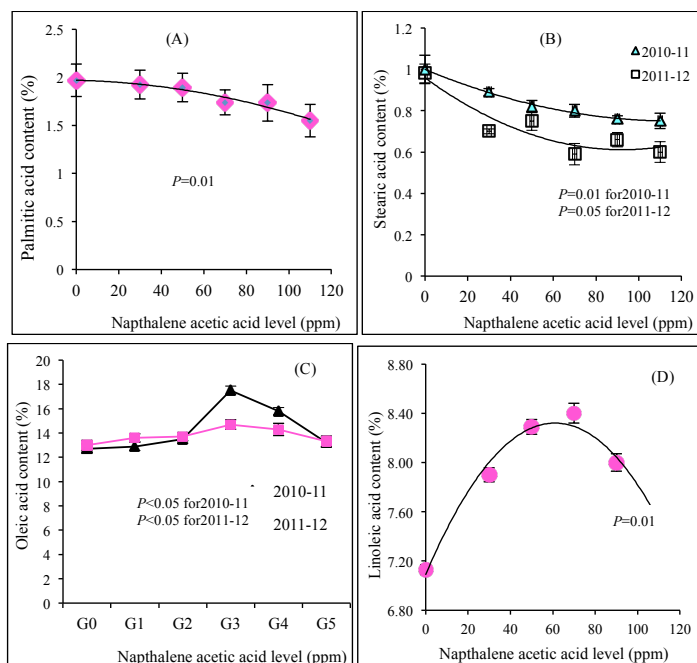 (A)
2.5
2
1.5
1
0.5
0
Palmitic acid content (%)
P=0.01
0 20 40 60 80 100 120
Napthalene acetic acid level (ppm)
(B)
1.2
1
0.8
0.6
0.4
0.2
0
Stearic acid content (%)
2010-11
2011-12
P=0.01 for2010-11
P=0.05 for2011-12
0 20 40 60 80 100 120
Napthalene acetic acid level (ppm)
(C)
20
18
16
14
12
10
8
6
4
2
0
Oleic acid content (%)
P<0.05 for2010-11
P<0.05 for2011-12
2010-11
2011-12
G0 G1 G2 G3 G4 G5
Napthalene acetic acid level (ppm)
(D)
8.80
8.40
8.00
7.60
7.20
6.80
Linoleic acid content (%)
P=0.01
0 20 40 60 80 100 120
Napthalene acetic acid level (ppm)